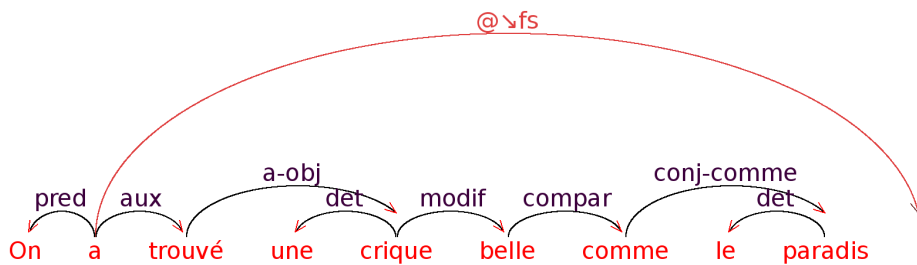 @↘fs
a-obj conj-comme
pred aux det modif compar det
On a trouvé une crique belle comme le paradis